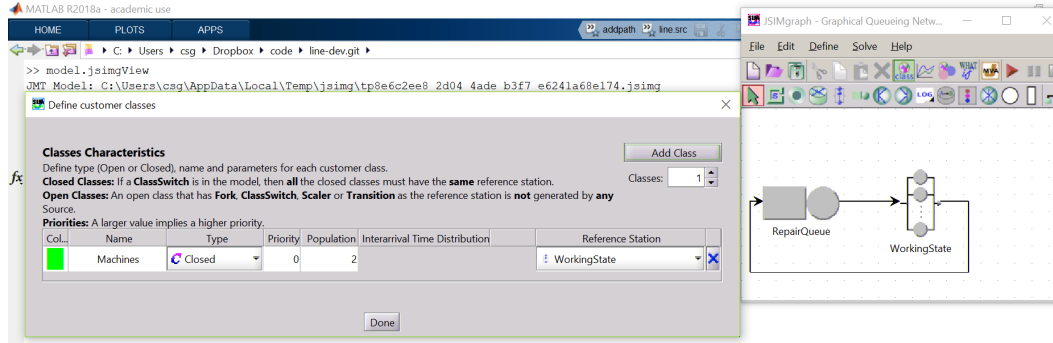 MATLAB R2018a - academic use
HOME PLOTS APPS addpath line.src
C: Users csg Dropbox code line-dev.git
>> model.jsimgView
JMT Model: C:\Users\csg\AppData\Local\Temp\jsimg\tp8e6c2ee8_2d04_4ade_b3f7_e6241a68e174.jsimg
fx
Define customer classes
Classes Characteristics
Add Class
Define type (Open or Closed), name and parameters for each customer class.
Closed Classes: If a ClassSwitch is in the model, then all the closed classes must have the same reference station.
Classes: 1
Open Classes: An open class that has Fork, ClassSwitch, Scaler or Transition as the reference station is not generated by any
Source.
Priorities: A larger value implies a higher priority.
Col... Name Type Priority Population Interarrival Time Distribution Reference Station
Machines Closed 0 2 WorkingState
Done
JSIMgraph - Graphical Queueing Netw...
File Edit Define Solve Help
class WHAT IF MVA
LOG
RepairQueue
WorkingState